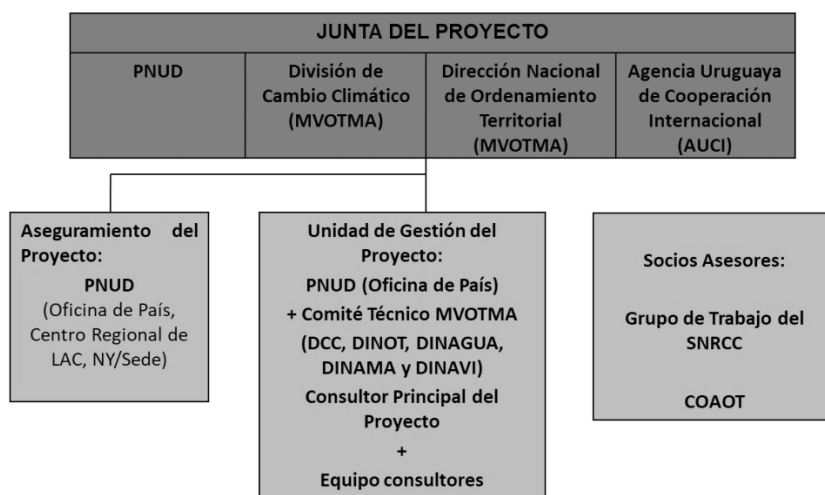 JUNTA DEL PROYECTO
PNUD
División de
Cambio Climático
(MVOTMA)
Dirección Nacional
de Ordenamiento
Territorial
(MVOTMA)
Agencia Uruguaya
de Cooperación
Internacional
(AUCI)
Aseguramiento del
Proyecto:
PNUD
(Oficina de País,
Centro Regional de
LAC, NY/Sede)
Unidad de Gestión del
Proyecto:
PNUD (Oficina de País)
+ Comité Técnico MVOTMA
(DCC, DINOT, DINAGUA,
DINAMA y DINAVI)
Consultor Principal del
Proyecto
+
Equipo consultores
Socios Asesores:
Grupo de Trabajo del
SNRCC
COAOT